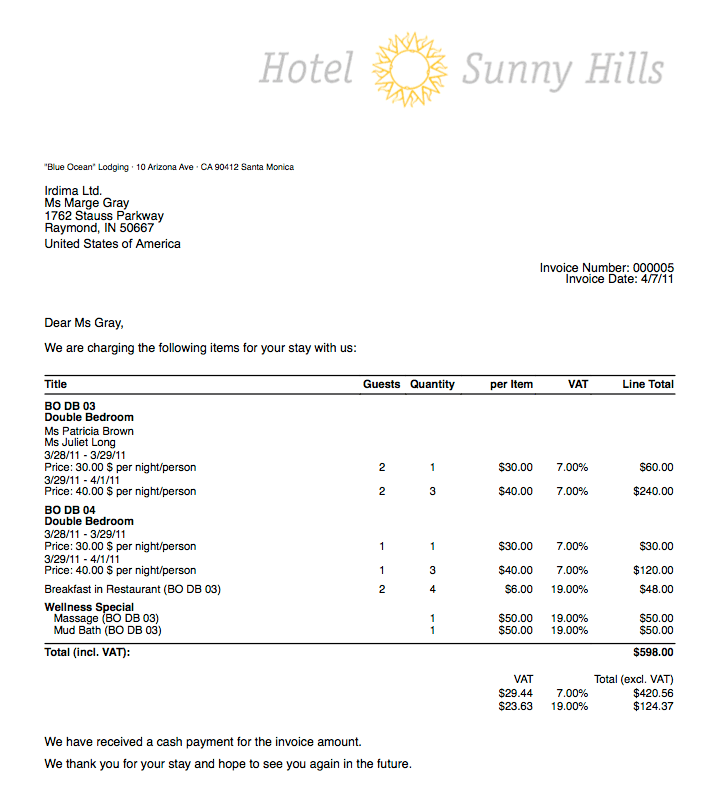 Hotel Sunny Hills
"Blue Ocean" Lodging · 10 Arizona Ave · CA 90412 Santa Monica
Irdima Ltd.
Ms Marge Gray
1762 Stauss Parkway
Raymond, IN 50667
United States of America
Invoice Number: 000005
Invoice Date: 4/7/11
Dear Ms Gray,
We are charging the following items for your stay with us:
Title Guests Quantity per Item VAT Line Total
BO DB 03
Double Bedroom
Ms Patricia Brown
Ms Juliet Long
3/28/11 - 3/29/11
Price: 30.00 $ per night/person 2 1 $30.00 7.00% $60.00
3/29/11 - 4/1/11
Price: 40.00 $ per night/person 2 3 $40.00 7.00% $240.00
BO DB 04
Double Bedroom
3/28/11 - 3/29/11
Price: 30.00 $ per night/person 1 1 $30.00 7.00% $30.00
3/29/11 - 4/1/11
Price: 40.00 $ per night/person 1 3 $40.00 7.00% $120.00
Breakfast in Restaurant (BO DB 03) 2 4 $6.00 19.00% $48.00
Wellness Special
Massage (BO DB 03) 1 $50.00 19.00% $50.00
Mud Bath (BO DB 03) 1 $50.00 19.00% $50.00
Total (incl. VAT): $598.00
VAT Total (excl. VAT)
$29.44 7.00% $420.56
$23.63 19.00% $124.37
We have received a cash payment for the invoice amount.
We thank you for your stay and hope to see you again in the future.